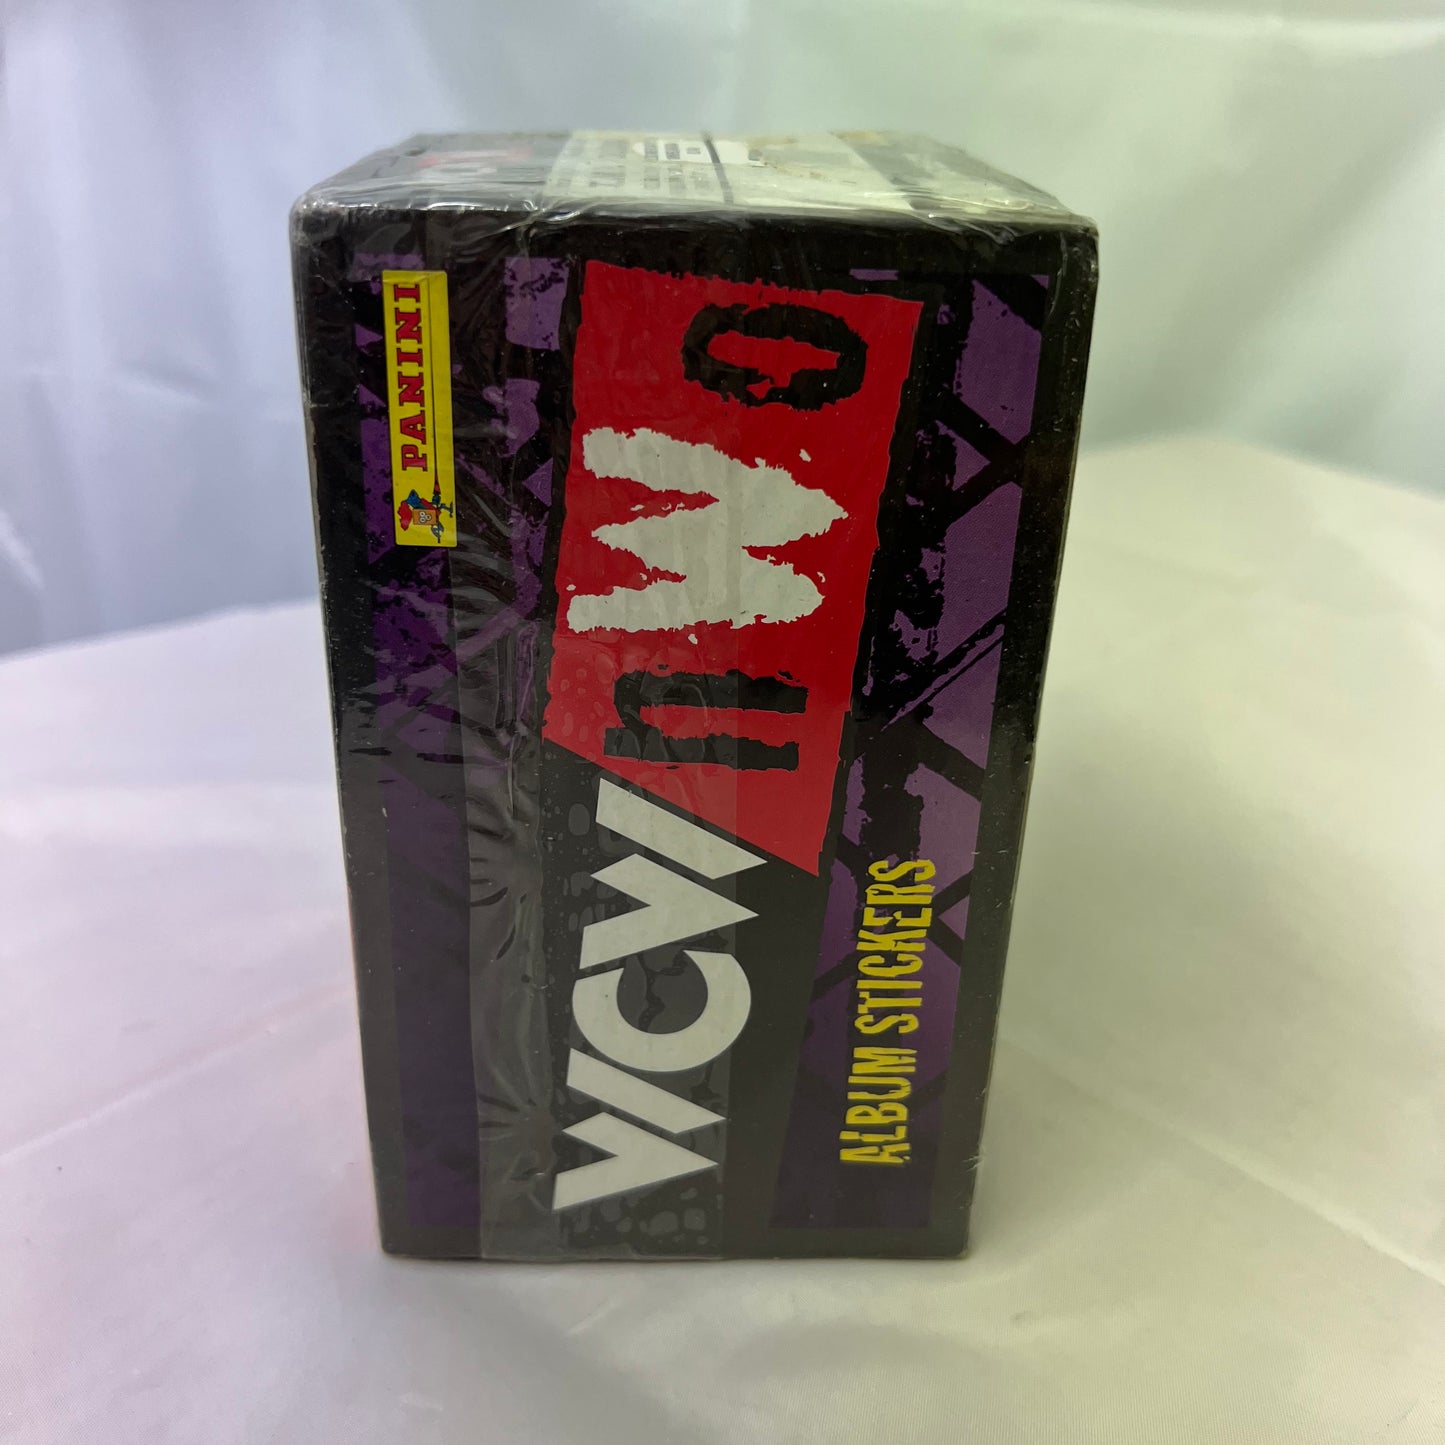 PANINI
WCW nWo
ALBUM STICKERS